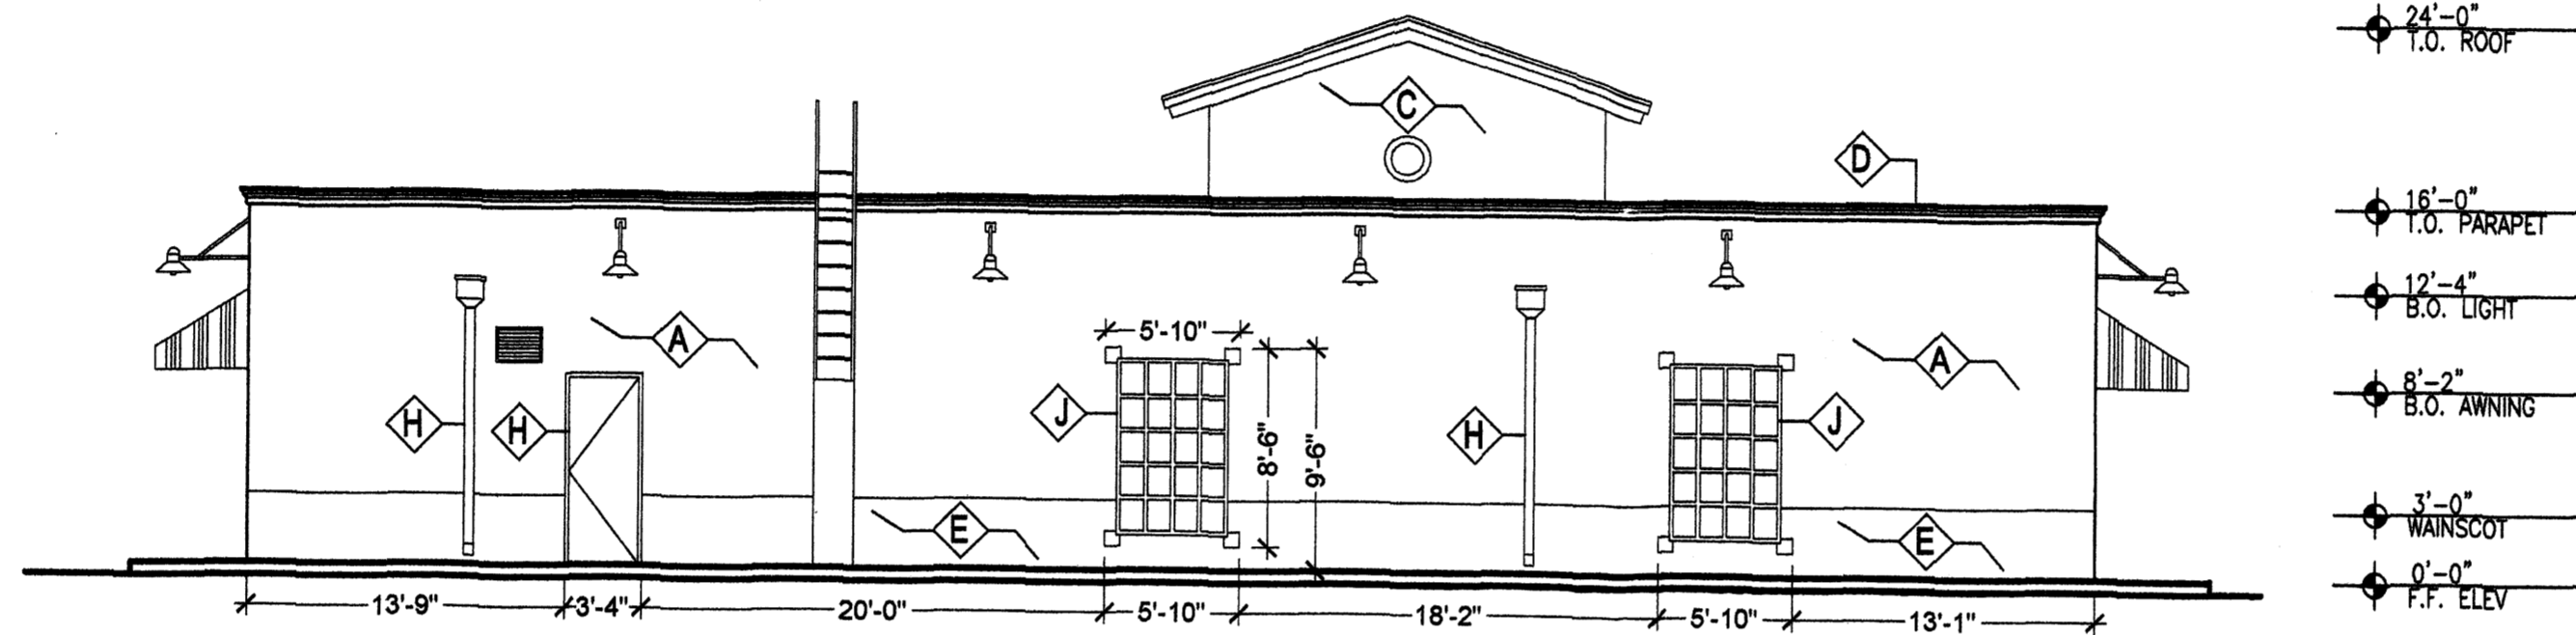 24'-0"
T.O. ROOF
C
D
16'-0"
T.O. PARAPET
12'-4"
B.O. LIGHT
5'-10"
A
A
8'-2"
B.O. AWNING
H
H
J
8'-6"
9'-6"
H
J
3'-0"
WAINSCOT
E
E
0'-0"
F.F. ELEV
13'-9"
3'-4"
20'-0"
5'-10"
18'-2"
5'-10"
13'-1"